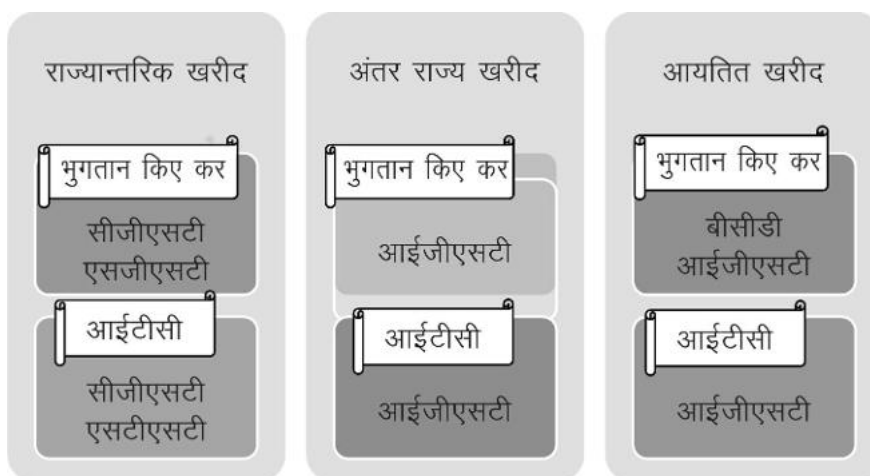 राज्यान्तरिक खरीद
भुगतान किए कर
सीजीएसटी
एसजीएसटी
आईटीसी
सीजीएसटी
एसटीएसटी
अंतर राज्य खरीद
भुगतान किए कर
आईजीएसटी
आईटीसी
आईजीएसटी
आयतित खरीद
भुगतान किए कर
बीसीडी
आईजीएसटी
आईटीसी
आईजीएसटी